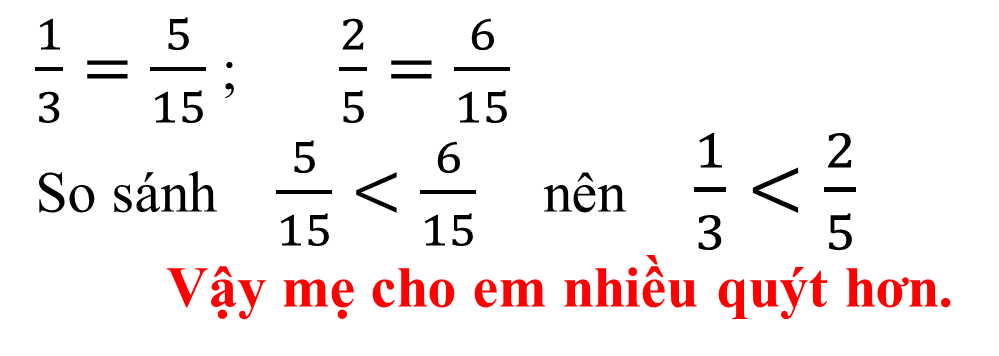 1/3 = 5/15 ; 2/5 = 6/15
So sánh 5/15 < 6/15 nên 1/3 < 2/5
Vậy mẹ cho em nhiều quýt hơn.